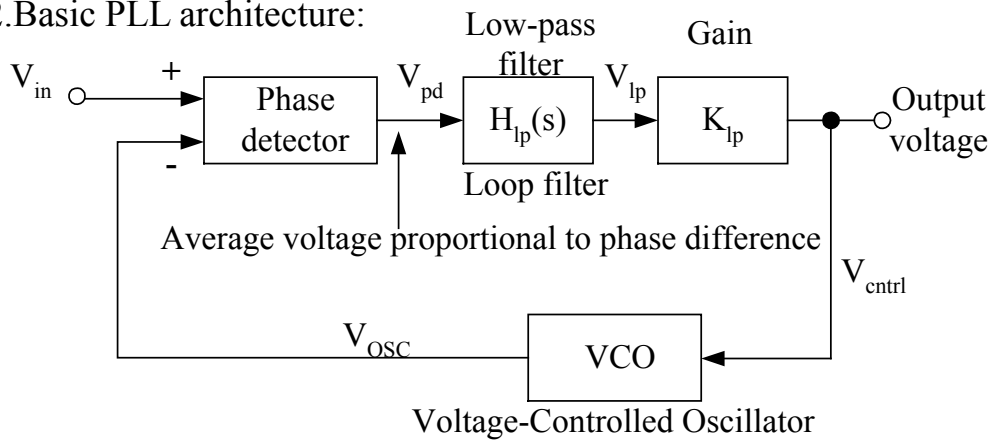 2.Basic PLL architecture:
Low-pass
filter
Gain
V_in
+
-
Phase
detector
V_pd
H_lp(s)
Loop filter
V_lp
K_lp
Output
voltage
Average voltage proportional to phase difference
V_cntrl
V_OSC
VCO
Voltage-Controlled Oscillator